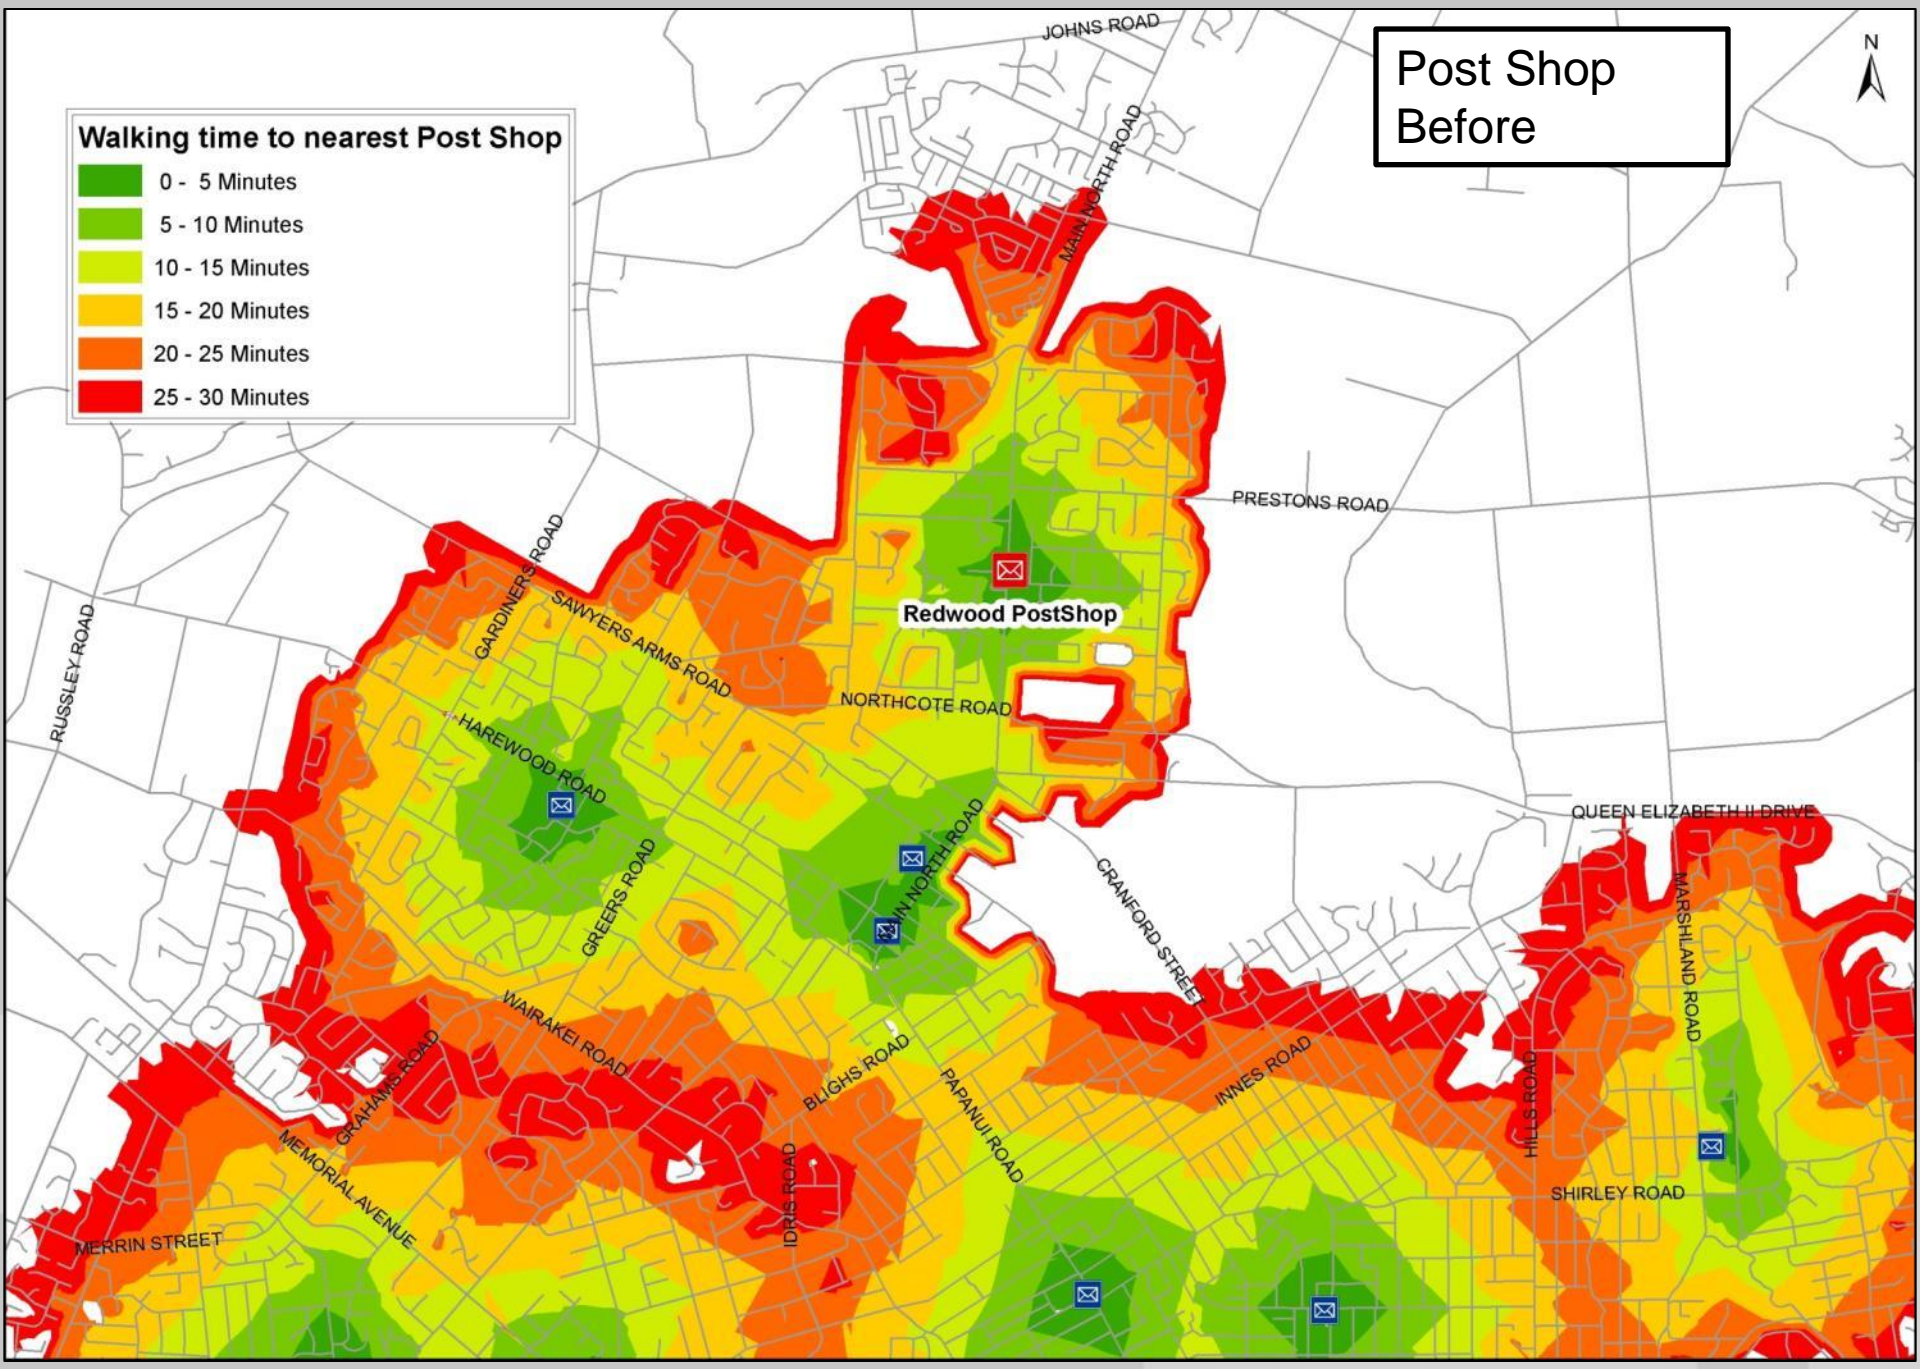 JOHNS ROAD
Post Shop
Before
N
Walking time to nearest Post Shop
0 - 5 Minutes
5 - 10 Minutes
10 - 15 Minutes
15 - 20 Minutes
20 - 25 Minutes
25 - 30 Minutes
MAIN NORTH ROAD
PRESTONS ROAD
GARDINERS ROAD
SAWYERS ARMS ROAD
Redwood PostShop
RUSSLEY ROAD
NORTHCOTE ROAD
HAREWOOD ROAD
QUEEN ELIZABETH II DRIVE
MAIN NORTH ROAD
GREERS ROAD
CRANFORD STREET
MARSHLAND ROAD
WAIRAKEI ROAD
GRAHAMS ROAD
BLIGHS ROAD
PAPANUI ROAD
INNES ROAD
HILLS ROAD
MEMORIAL AVENUE
IDRIS ROAD
SHIRLEY ROAD
MERRIN STREET